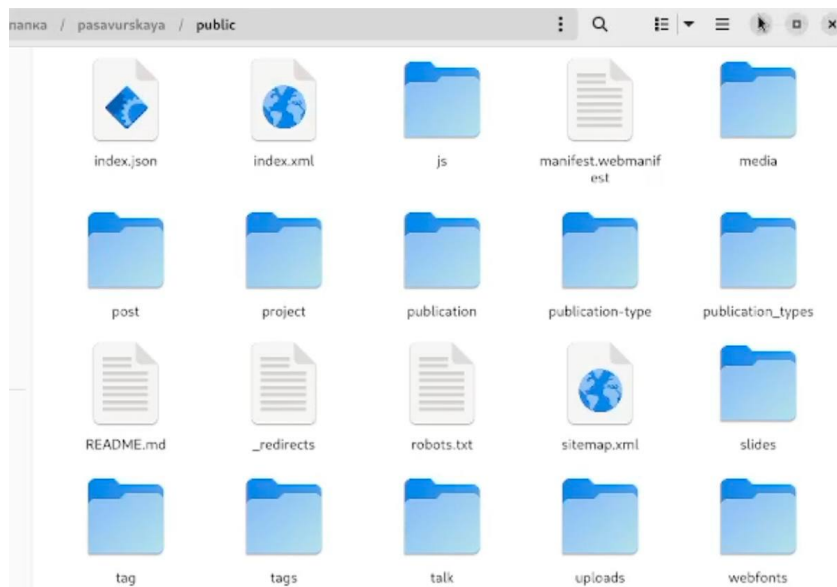 папка / pasavurskaya / public
index.json
index.xml
js
manifest.webmanif
est
media
post
project
publication
publication-type
publication_types
README.md
_redirects
robots.txt
sitemap.xml
slides
tag
tags
talk
uploads
webfonts